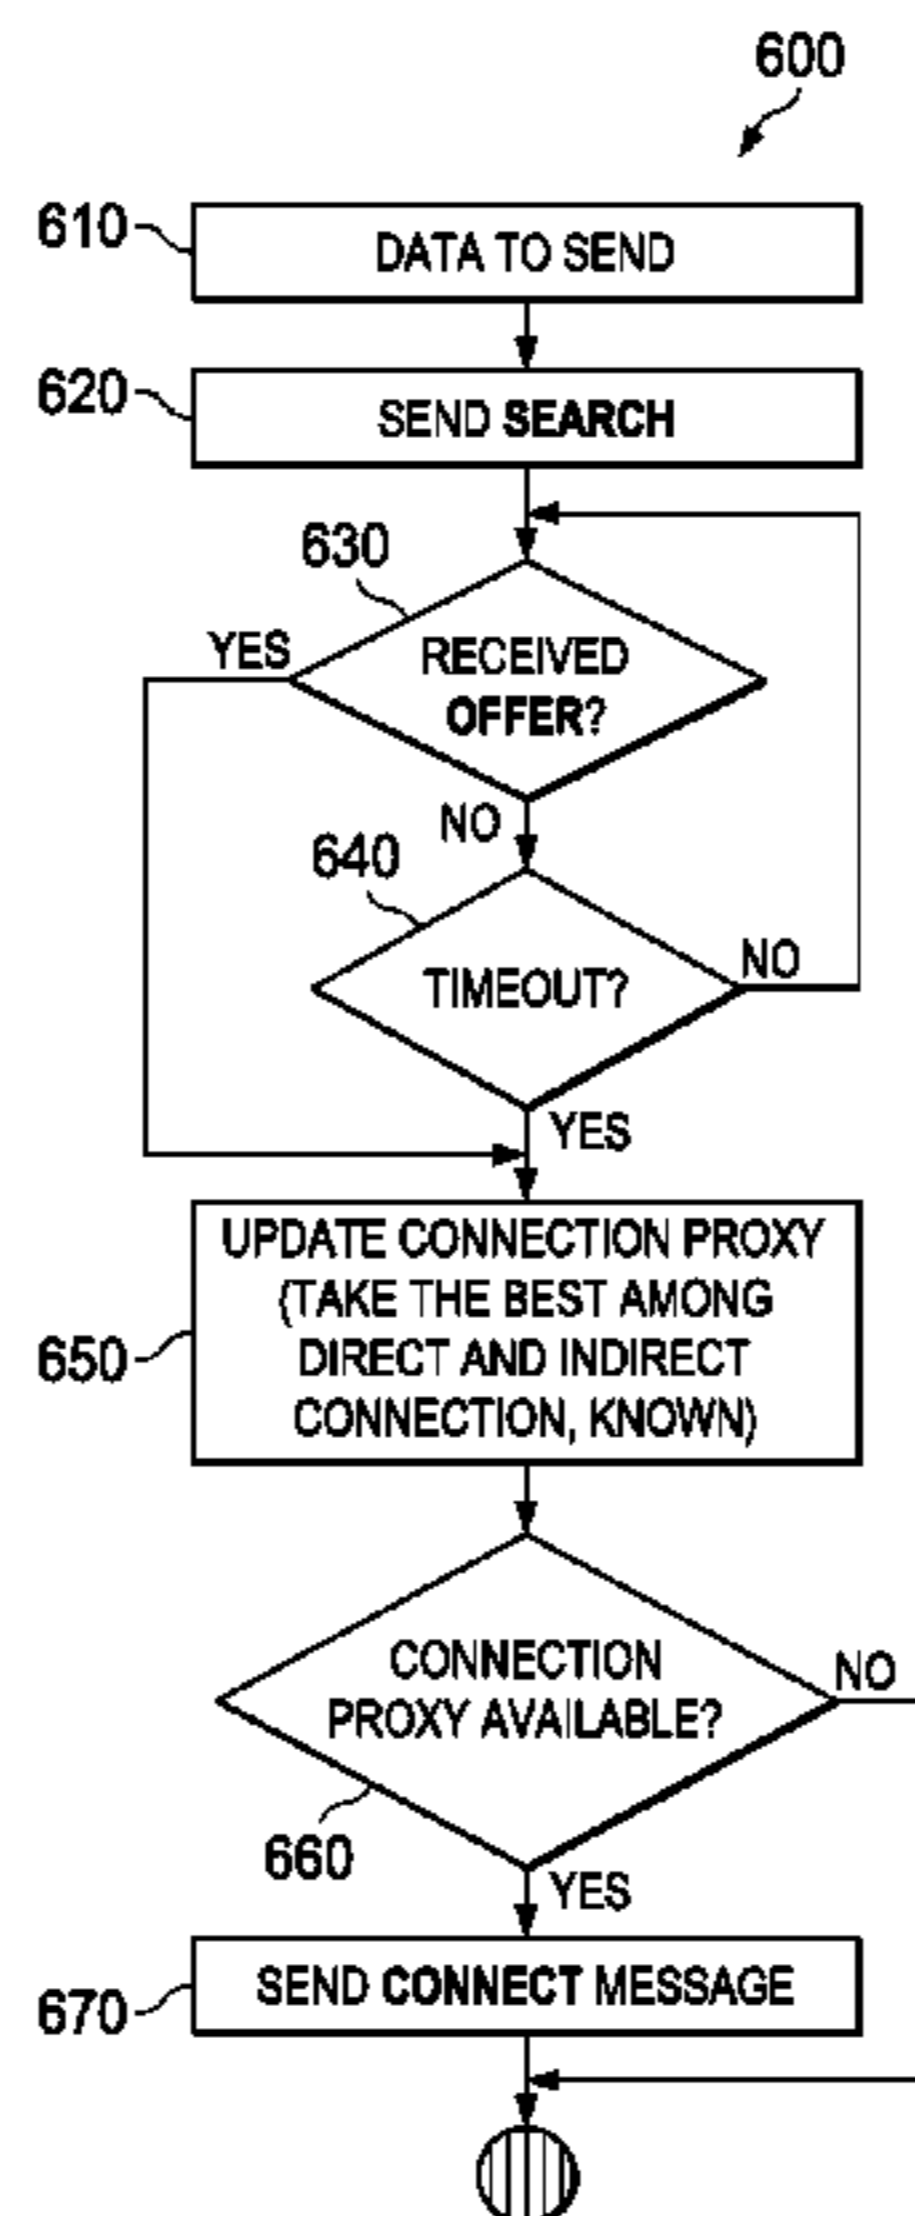 600
610
DATA TO SEND
620
SEND SEARCH
630
YES
RECEIVED
OFFER?
NO
640
TIMEOUT?
NO
YES
UPDATE CONNECTION PROXY
(TAKE THE BEST AMONG
DIRECT AND INDIRECT
CONNECTION, KNOWN)
650
CONNECTION
PROXY AVAILABLE?
NO
660
YES
SEND CONNECT MESSAGE
670